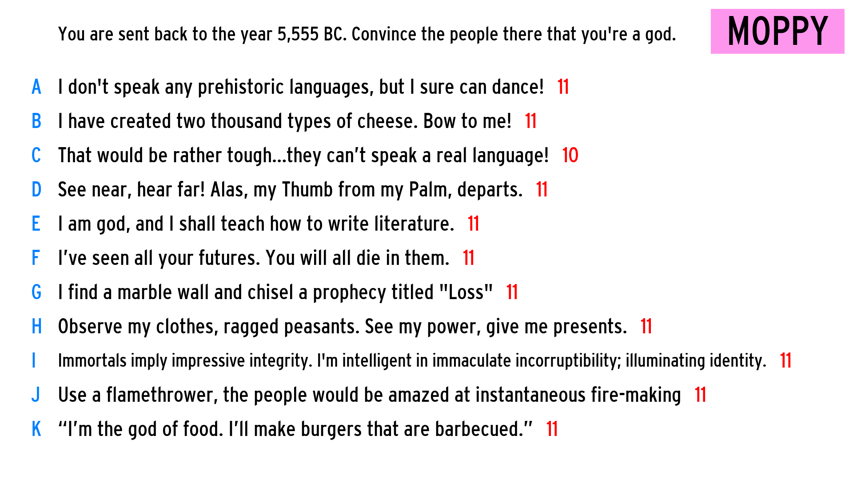 You are sent back to the year 5,555 BC. Convince the people there that you're a god.
MOPPY
A I don't speak any prehistoric languages, but I sure can dance! 11
B I have created two thousand types of cheese. Bow to me! 11
C That would be rather tough...they can’t speak a real language! 10
D See near, hear far! Alas, my Thumb from my Palm, departs. 11
E I am god, and I shall teach how to write literature. 11
F I’ve seen all your futures. You will all die in them. 11
G I find a marble wall and chisel a prophecy titled "Loss" 11
H Observe my clothes, ragged peasants. See my power, give me presents. 11
I Immortals imply impressive integrity. I'm intelligent in immaculate incorruptibility; illuminating identity. 11
J Use a flamethrower, the people would be amazed at instantaneous fire-making 11
K “I’m the god of food. I’ll make burgers that are barbecued.” 11